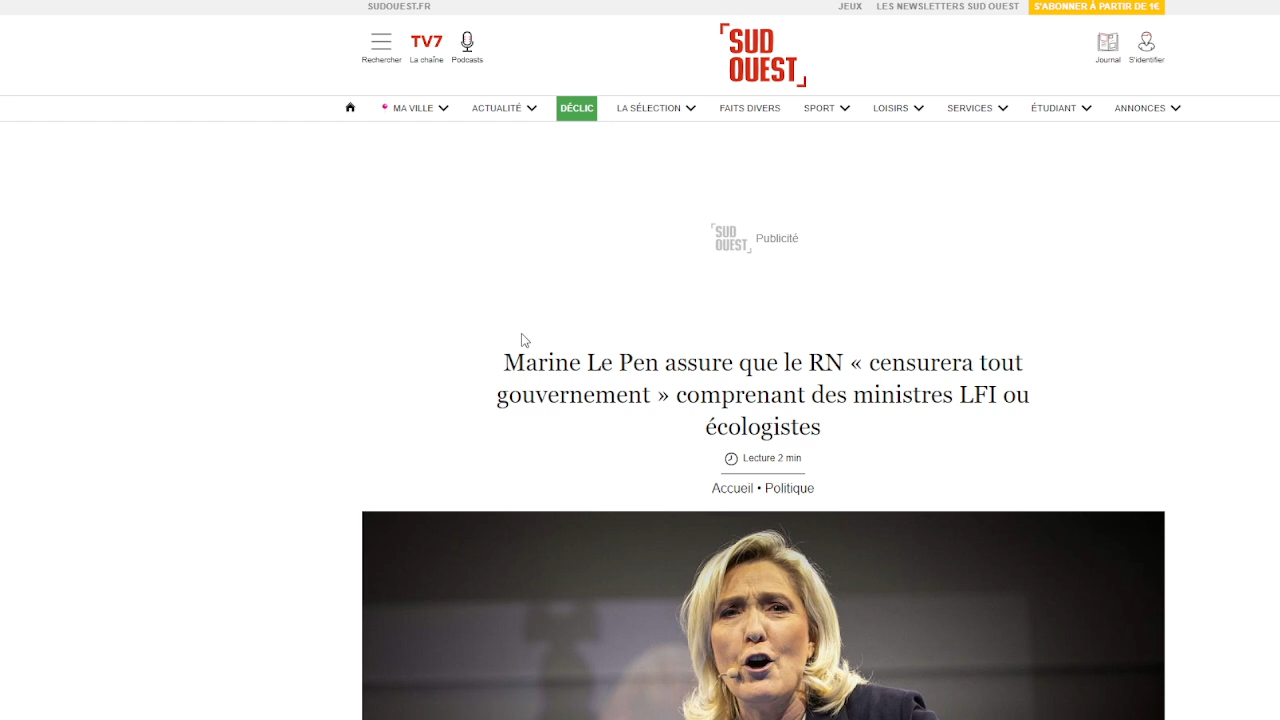 SUDOUEST.FR
JEUX LES NEWSLETTERS SUD OUEST S'ABONNER À PARTIR DE 1€
TV7
SUD
OUEST
Rechercher La chaîne Podcasts
Journal S'identifier
MA VILLE ACTUALITÉ DÉCLIC LA SÉLECTION FAITS DIVERS SPORT LOISIRS SERVICES ÉTUDIANT ANNONCES
SUD
OUEST
Publicité
Marine Le Pen assure que le RN « censurera tout
gouvernement » comprenant des ministres LFI ou
écologistes
Lecture 2 min
Accueil • Politique